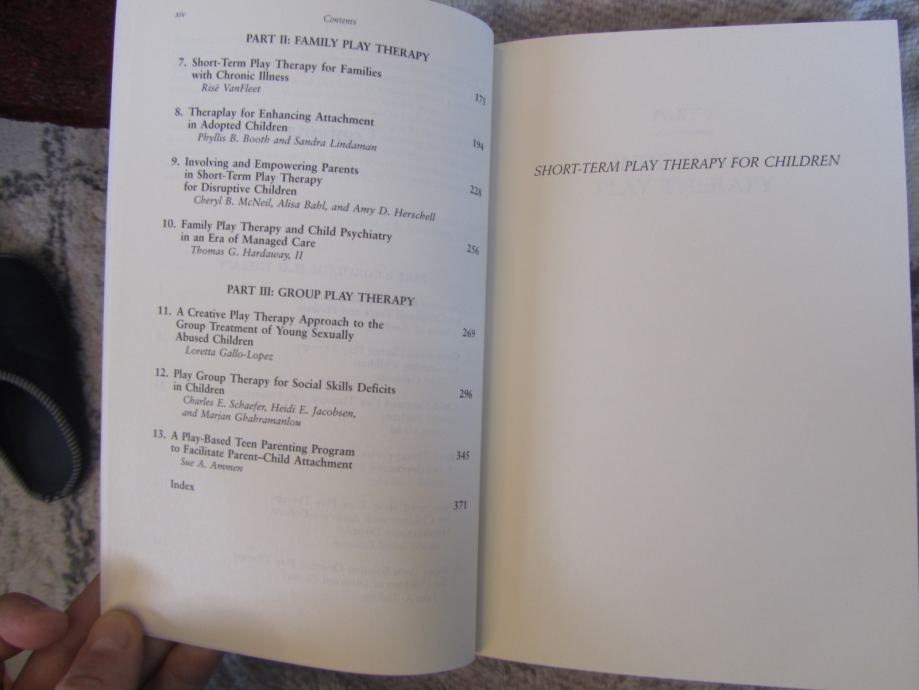 xiv
Contents
PART II: FAMILY PLAY THERAPY
7. Short-Term Play Therapy for Families
with Chronic Illness
Risë VanFleet
171
8. Theraplay for Enhancing Attachment
in Adopted Children
Phyllis B. Booth and Sandra Lindaman
194
9. Involving and Empowering Parents
in Short-Term Play Therapy
for Disruptive Children
Cheryl B. McNeil, Alisa Bahl, and Amy D. Herschell
228
10. Family Play Therapy and Child Psychiatry
in an Era of Managed Care
Thomas G. Hardaway, II
256
PART III: GROUP PLAY THERAPY
11. A Creative Play Therapy Approach to the
Group Treatment of Young Sexually
Abused Children
Loretta Gallo-Lopez
269
12. Play Group Therapy for Social Skills Deficits
in Children
Charles E. Schaefer, Heidi E. Jacobsen,
and Marjan Ghahramanlou
296
13. A Play-Based Teen Parenting Program
to Facilitate Parent–Child Attachment
Sue A. Ammen
345
Index
371
SHORT-TERM PLAY THERAPY FOR CHILDREN
PLAY THERAPY